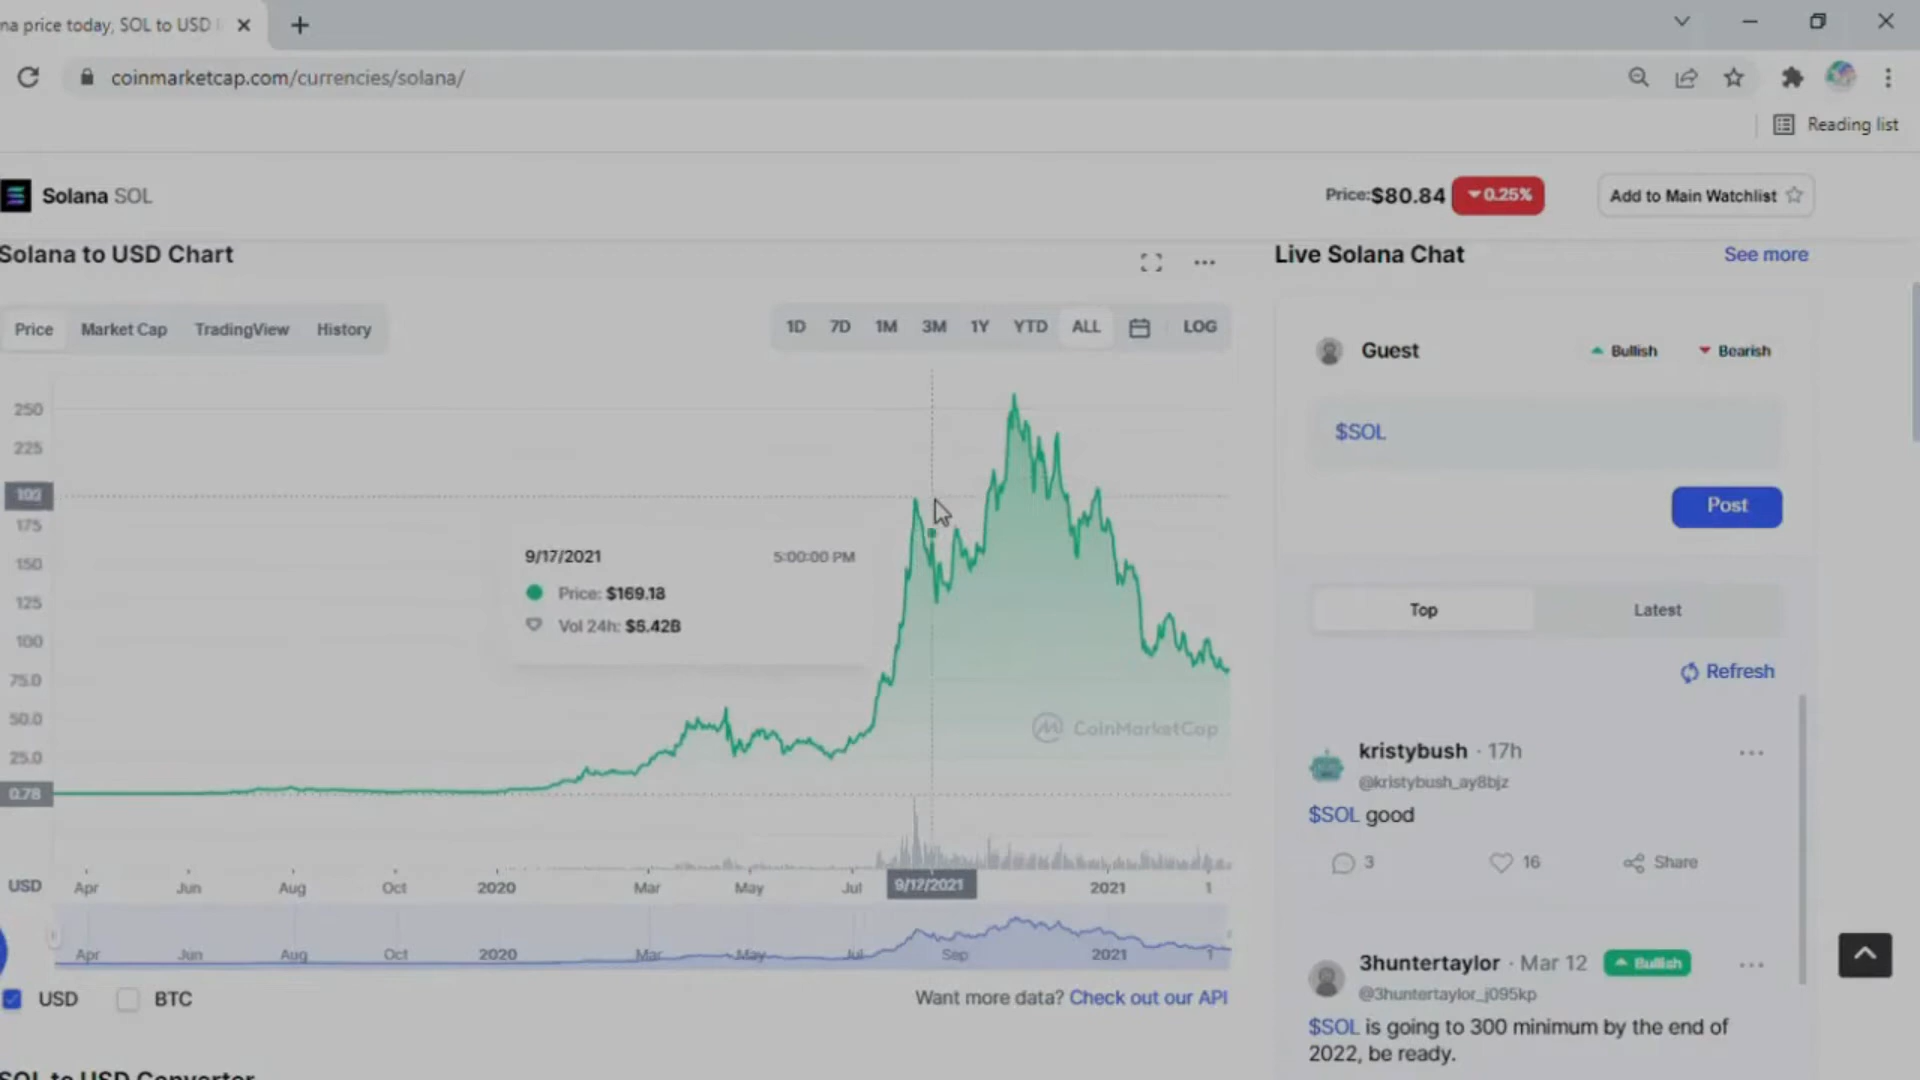 na price today, SOL to USD
coinmarketcap.com/currencies/solana/
Reading list
Solana SOL
Price:$80.84
0.25%
Add to Main Watchlist
Solana to USD Chart
Live Solana Chat
See more
Price
Market Cap
TradingView
History
1D
7D
1M
3M
1Y
YTD
ALL
LOG
Guest
Bullish
Bearish
250
225
175
150
125
100
75.0
50.0
25.0
0.78
$SOL
Post
9/17/2021
5:00:00 PM
Price: $169.18
Vol 24h:
Top
Latest
Refresh
CoinMarketCap
kristybush · 17h
@kristybush_ay8bjz
$SOL good
3
16
Share
USD
Apr
Jun
Aug
Oct
2020
Mar
May
Jul
9/17/2021
2021
1
Apr
Jun
Aug
Oct
2020
Mar
May
Jul
Sep
2021
1
3huntertaylor · Mar 12
Bullish
@3huntertaylor_j095kp
$SOL is going to 300 minimum by the end of
2022, be ready.
USD
BTC
Want more data? Check out our API
SOL to USD Converter